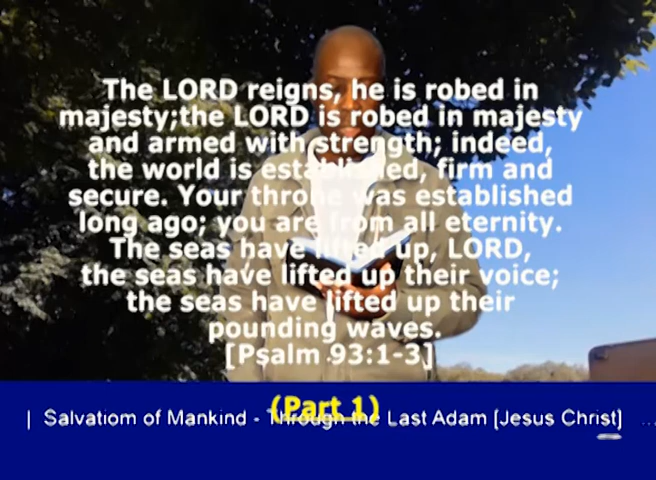 The LORD reigns, he is robed in
majesty;the LORD is robed in majesty
and armed with strength; indeed,
the world is established, firm and
secure. Your throne was established
long ago; you are from all eternity.
The seas have lifted up, LORD,
the seas have lifted up their voice;
the seas have lifted up their
pounding waves.
[Psalm 93:1-3]
(Part 1)
| Salvatiom of Mankind - Through the Last Adam [Jesus Christ] ...